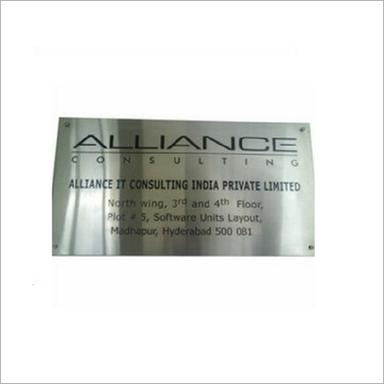 ALLIANCE
CONSULTING
ALLIANCE IT CONSULTING INDIA PRIVATE LIMITED
North wing, 3rd and 4th Floor,
Plot # 5, Software Units Layout,
Madhapur, Hyderabad 500 081